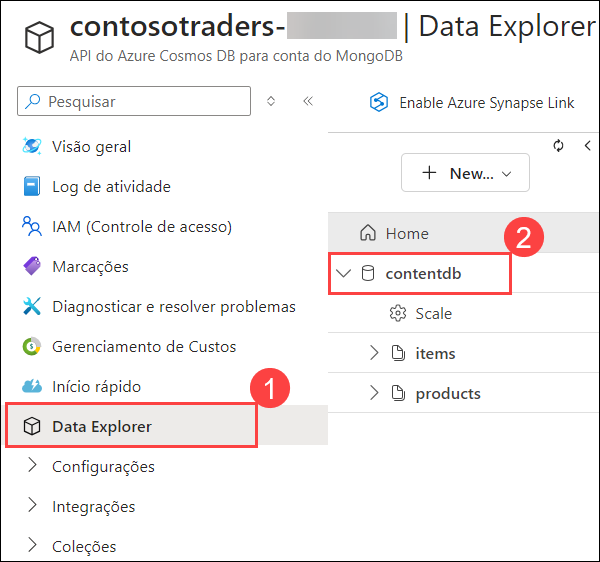 contosotraders- | Data Explorer
API do Azure Cosmos DB para conta do MongoDB
Pesquisar
Visão geral
Log de atividade
IAM (Controle de acesso)
Marcações
Diagnosticar e resolver problemas
Gerenciamento de Custos
Início rápido
1
Data Explorer
Configurações
Integrações
Coleções
Enable Azure Synapse Link
New...
Home
2
contentdb
Scale
items
products